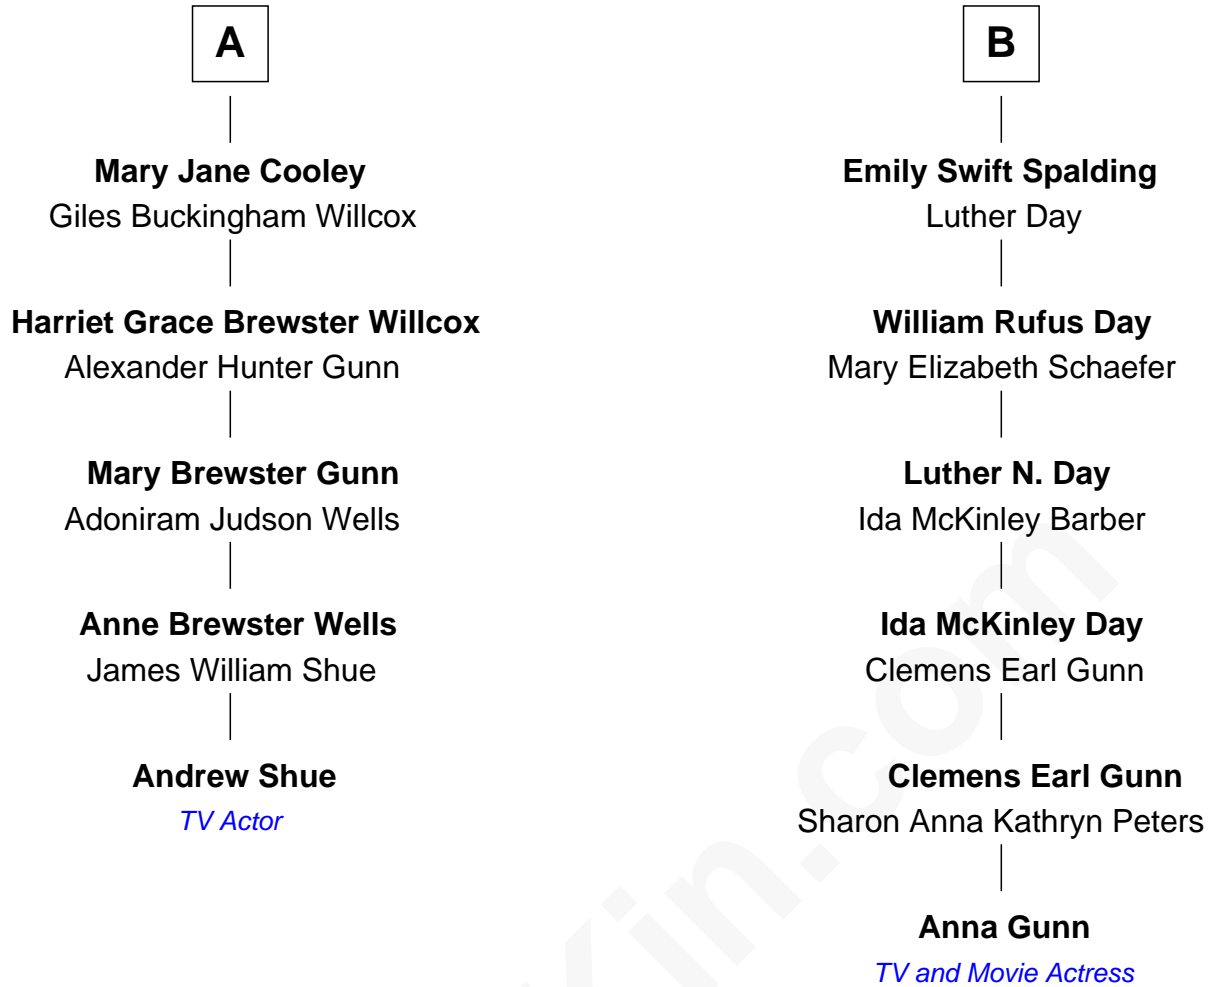 A
Mary Jane Cooley
Giles Buckingham Willcox
Harriet Grace Brewster Willcox
Alexander Hunter Gunn
Mary Brewster Gunn
Adoniram Judson Wells
Anne Brewster Wells
James William Shue
Andrew Shue
TV Actor
B
Emily Swift Spalding
Luther Day
William Rufus Day
Mary Elizabeth Schaefer
Luther N. Day
Ida McKinley Barber
Ida McKinley Day
Clemens Earl Gunn
Clemens Earl Gunn
Sharon Anna Kathryn Peters
Anna Gunn
TV and Movie Actress
Kin.com